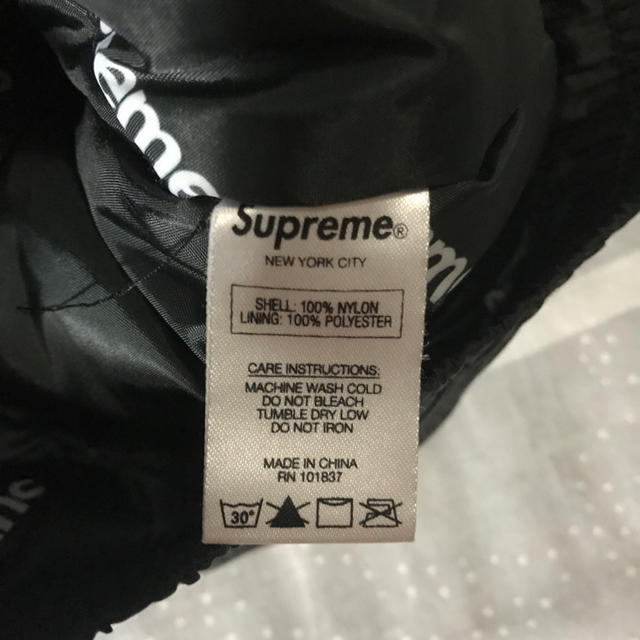 eme
Supreme®
NEW YORK CITY
SHELL: 100% NYLON
LINING: 100% POLYESTER
CARE INSTRUCTIONS:
MACHINE WASH COLD
DO NOT BLEACH
TUMBLE DRY LOW
DO NOT IRON
MADE IN CHINA
RN 101837
30°